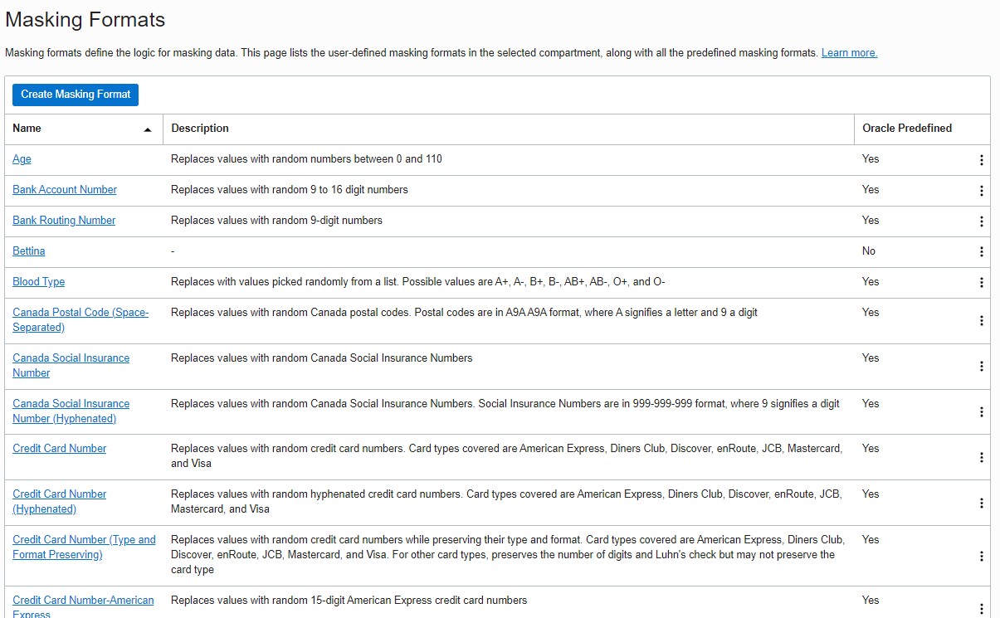 Masking Formats
Masking formats define the logic for masking data. This page lists the user-defined masking formats in the selected compartment, along with all the predefined masking formats. Learn more.
Create Masking Format
Name Description Oracle Predefined
Age Replaces values with random numbers between 0 and 110 Yes
Bank Account Number Replaces values with random 9 to 16 digit numbers Yes
Bank Routing Number Replaces values with random 9-digit numbers Yes
Bettina - No
Blood Type Replaces with values picked randomly from a list. Possible values are A+, A-, B+, B-, AB+, AB-, O+, and O- Yes
Canada Postal Code (Space- Replaces values with random Canada postal codes. Postal codes are in A9A A9A format, where A signifies a letter and 9 a digit Yes
Separated)
Canada Social Insurance Replaces values with random Canada Social Insurance Numbers Yes
Number
Canada Social Insurance Replaces values with random Canada Social Insurance Numbers. Social Insurance Numbers are in 999-999-999 format, where 9 signifies a digit Yes
Number (Hyphenated)
Credit Card Number Replaces values with random credit card numbers. Card types covered are American Express, Diners Club, Discover, enRoute, JCB, Mastercard, Yes
and Visa
Credit Card Number Replaces values with random hyphenated credit card numbers. Card types covered are American Express, Diners Club, Discover, enRoute, JCB, Yes
(Hyphenated) Mastercard, and Visa
Credit Card Number (Type and Replaces values with random credit card numbers while preserving their type and format. Card types covered are American Express, Diners Club, Yes
Format Preserving) Discover, enRoute, JCB, Mastercard, and Visa. For other card types, preserves the number of digits and Luhn's check but may not preserve the
card type
Credit Card Number-American Replaces values with random 15-digit American Express credit card numbers Yes
Express